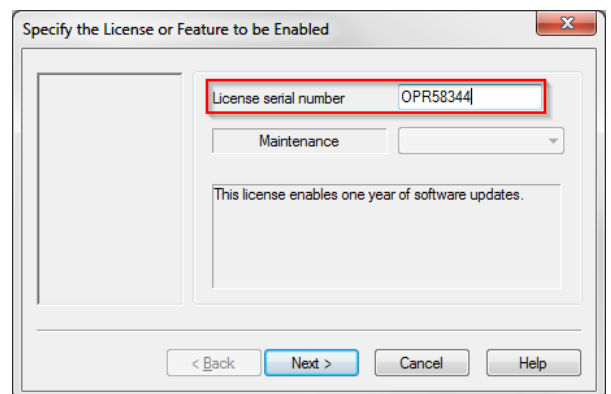 Specify the License or Feature to be Enabled
License serial number OPR58344
Maintenance
This license enables one year of software updates.
< Back Next > Cancel Help